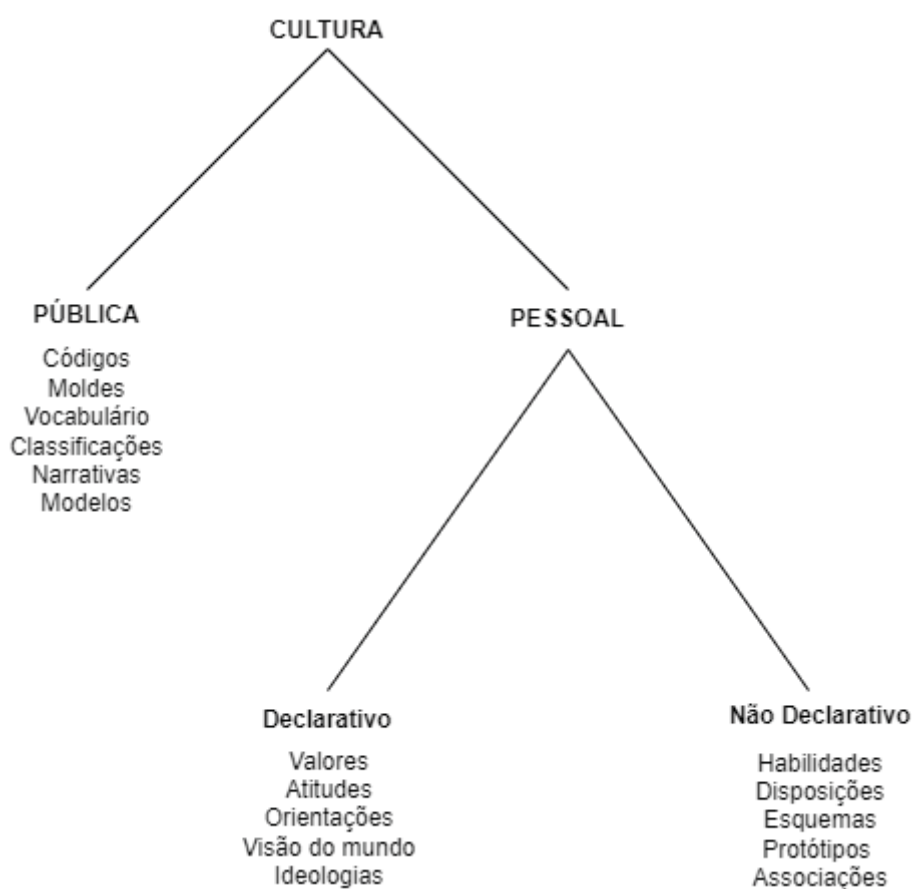 CULTURA
PÚBLICA
Códigos
Moldes
Vocabulário
Classificações
Narrativas
Modelos
PESSOAL
Declarativo
Valores
Atitudes
Orientações
Visão do mundo
Ideologias
Não Declarativo
Habilidades
Disposições
Esquemas
Protótipos
Associações